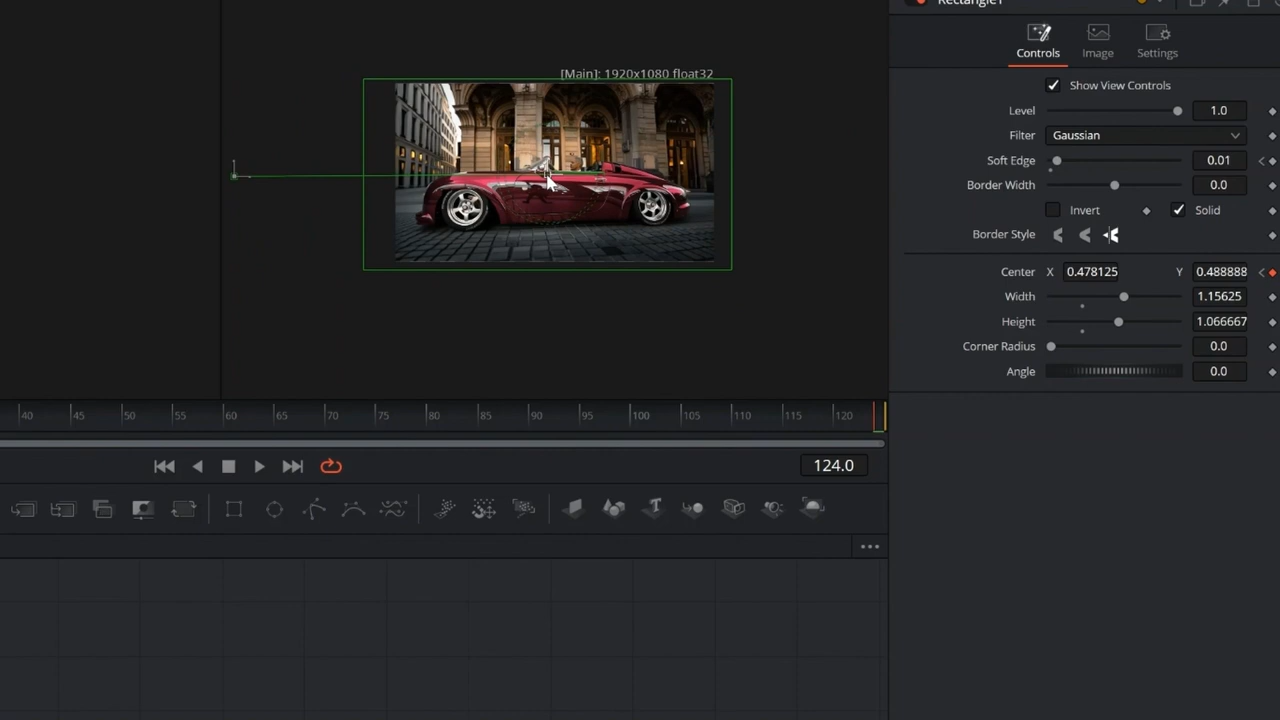 Rectangle1
[Main]: 1920x1080 float32
Controls Image Settings
Show View Controls
Level 1.0
Filter Gaussian
Soft Edge 0.01
Border Width 0.0
Invert Solid
Border Style
Center X 0.478125 Y 0.488888
Width 1.15625
Height 1.066667
Corner Radius 0.0
Angle 0.0
40 45 50 55 60 65 70 75 80 85 90 95 100 105 110 115 120
124.0
T